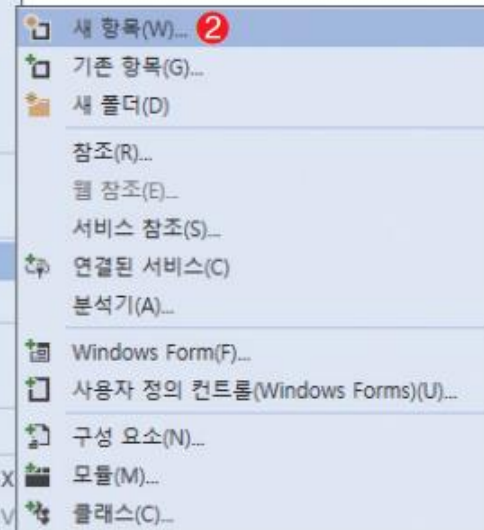 새 항목(W)... 2
기존 항목(G)...
새 폴더(D)
참조(R)...
웹 참조(E)...
서비스 참조(S)...
연결된 서비스(C)
분석기(A)...
Windows Form(F)...
사용자 정의 컨트롤(Windows Forms)(U)...
구성 요소(N)...
X 모듈(M)...
V 클래스(C)...